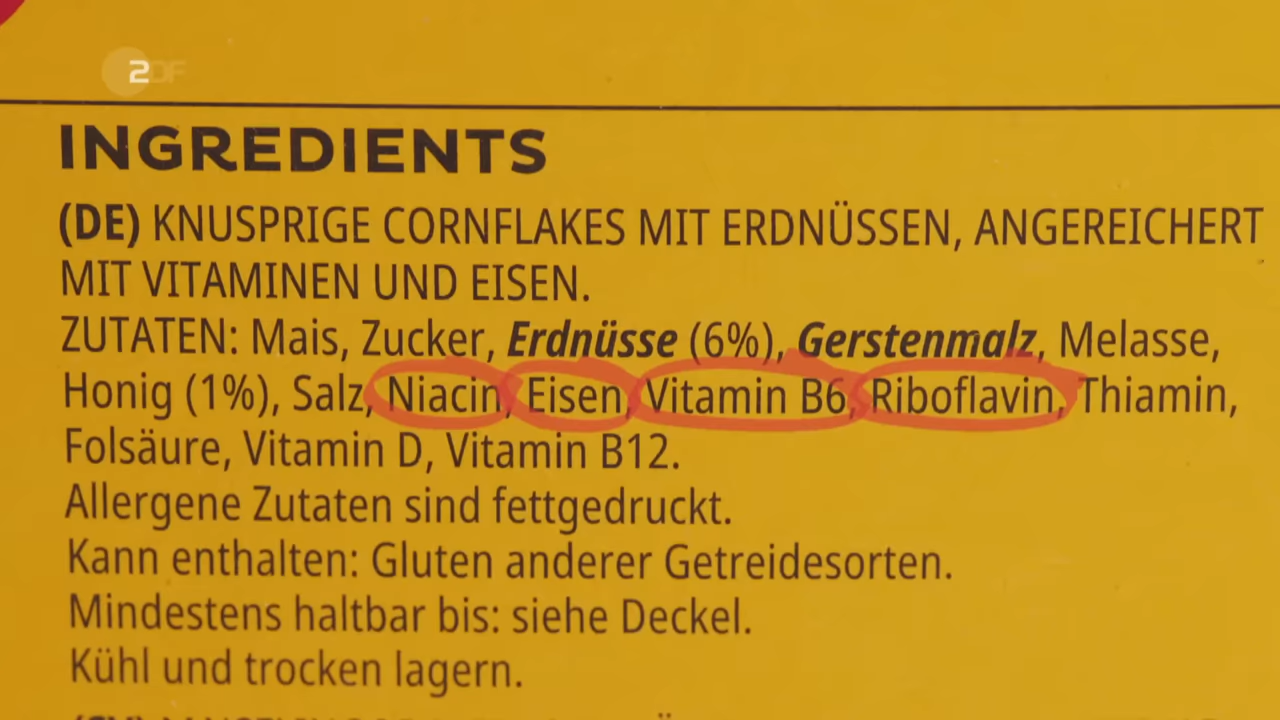 2DF
INGREDIENTS
(DE) KNUSPRIGE CORNFLAKES MIT ERDNÜSSEN, ANGEREICHERT
MIT VITAMINEN UND EISEN.
ZUTATEN: Mais, Zucker, Erdnüsse (6%), Gerstenmalz, Melasse,
Honig (1%), Salz, Niacin, Eisen, Vitamin B6, Riboflavin, Thiamin,
Folsäure, Vitamin D, Vitamin B12.
Allergene Zutaten sind fettgedruckt.
Kann enthalten: Gluten anderer Getreidesorten.
Mindestens haltbar bis: siehe Deckel.
Kühl und trocken lagern.